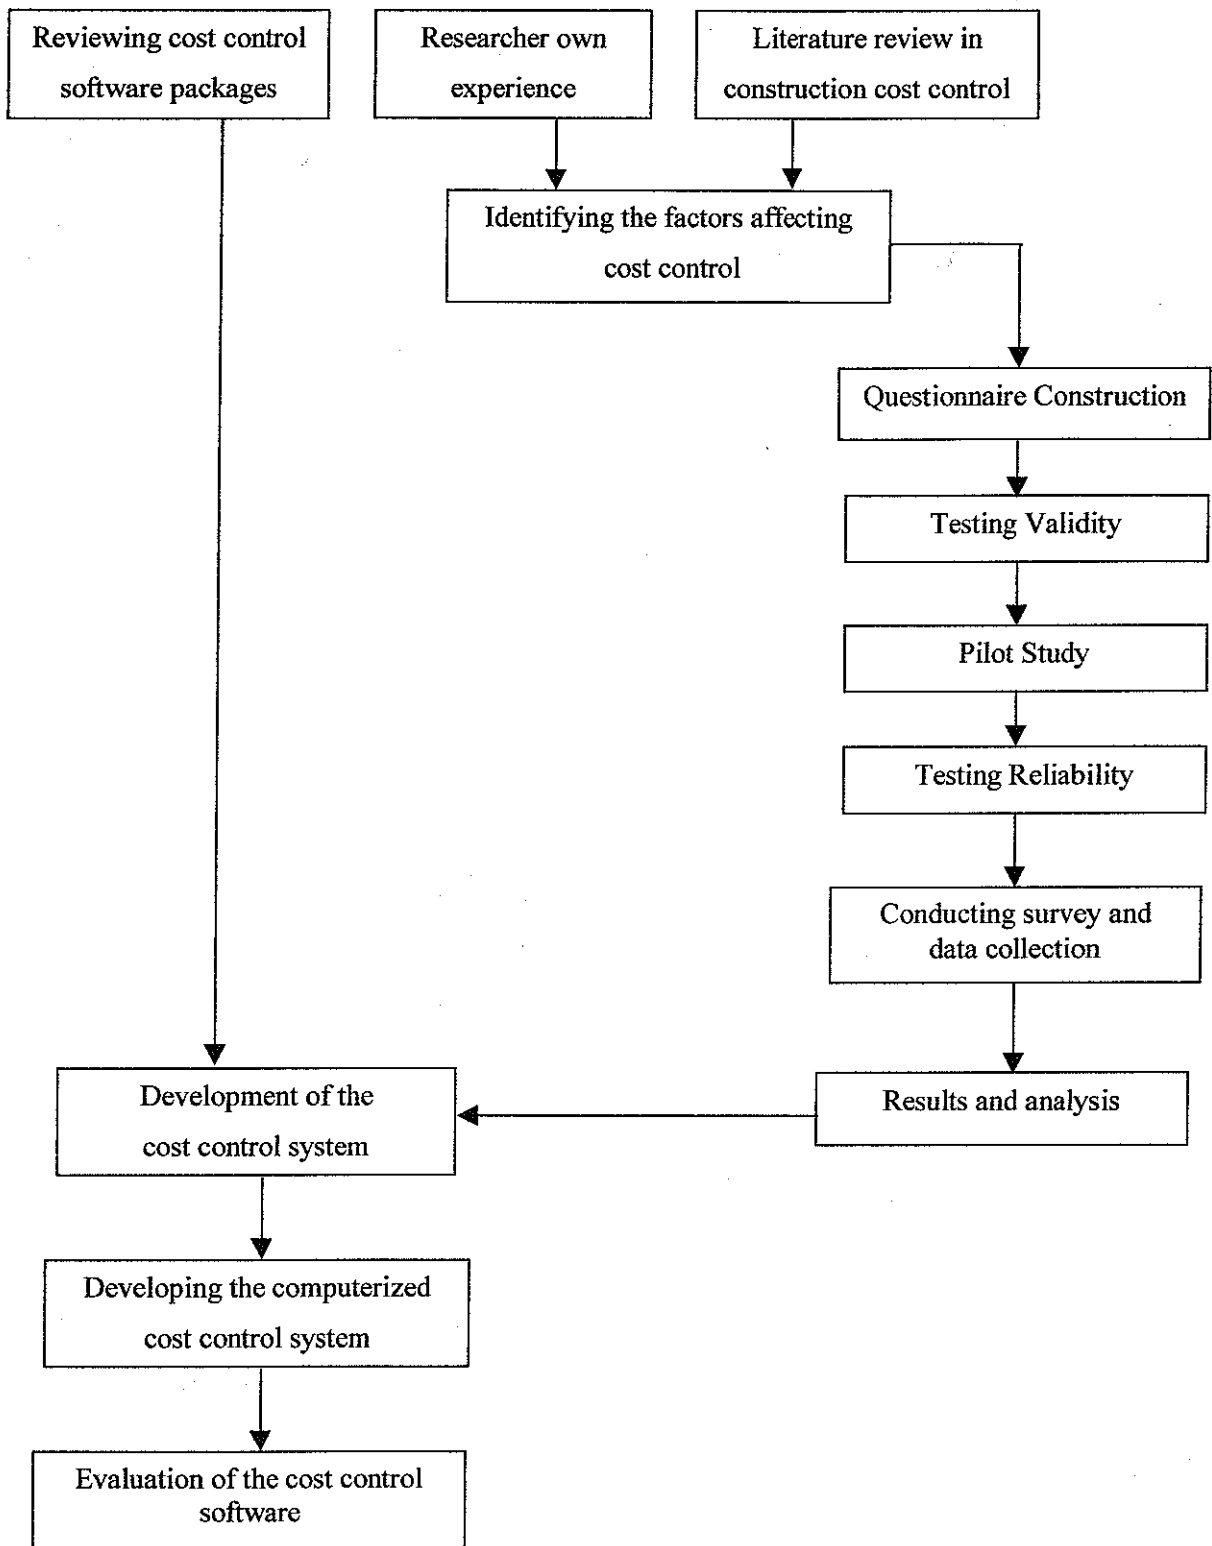 Reviewing cost control
software packages
Researcher own
experience
Literature review in
construction cost control
Identifying the factors affecting
cost control
Questionnaire Construction
Testing Validity
Pilot Study
Testing Reliability
Conducting survey and
data collection
Results and analysis
Development of the
cost control system
Developing the computerized
cost control system
Evaluation of the cost control
software